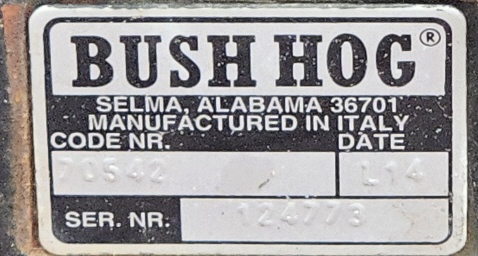 BUSH HOG®
SELMA, ALABAMA 36701
MANUFACTURED IN ITALY
CODE NR. DATE
70542 L14
SER. NR. 124773